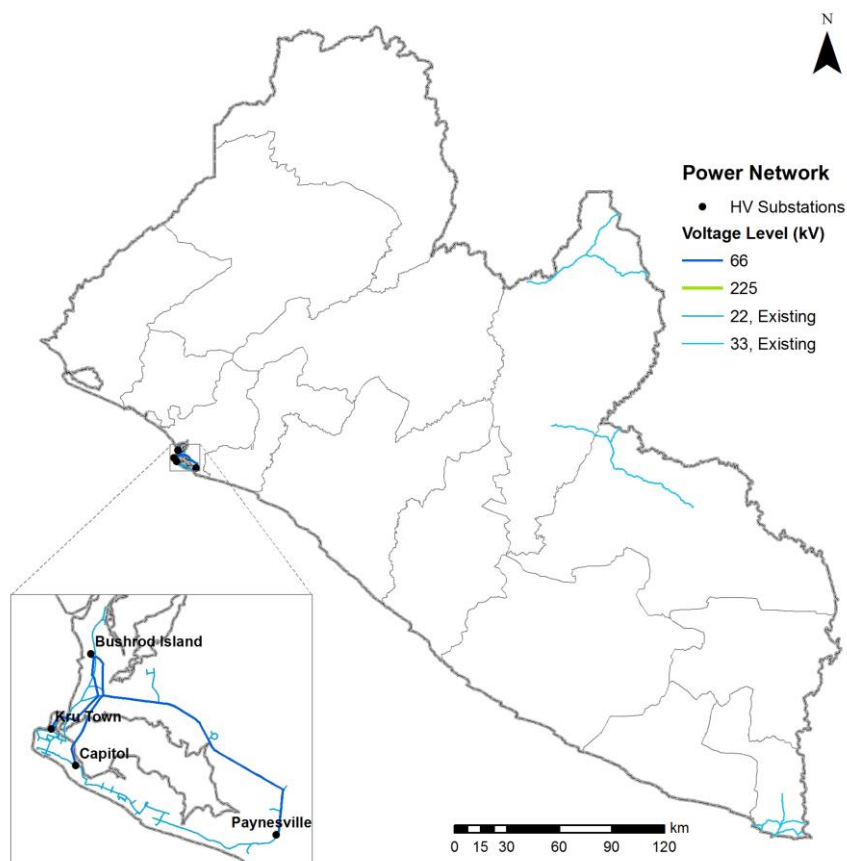 N
Power Network
HV Substations
Voltage Level (kV)
66
225
22, Existing
33, Existing
Bushrod Island
Kru Town
Capitol
Paynesville
km
0 15 30 60 90 120